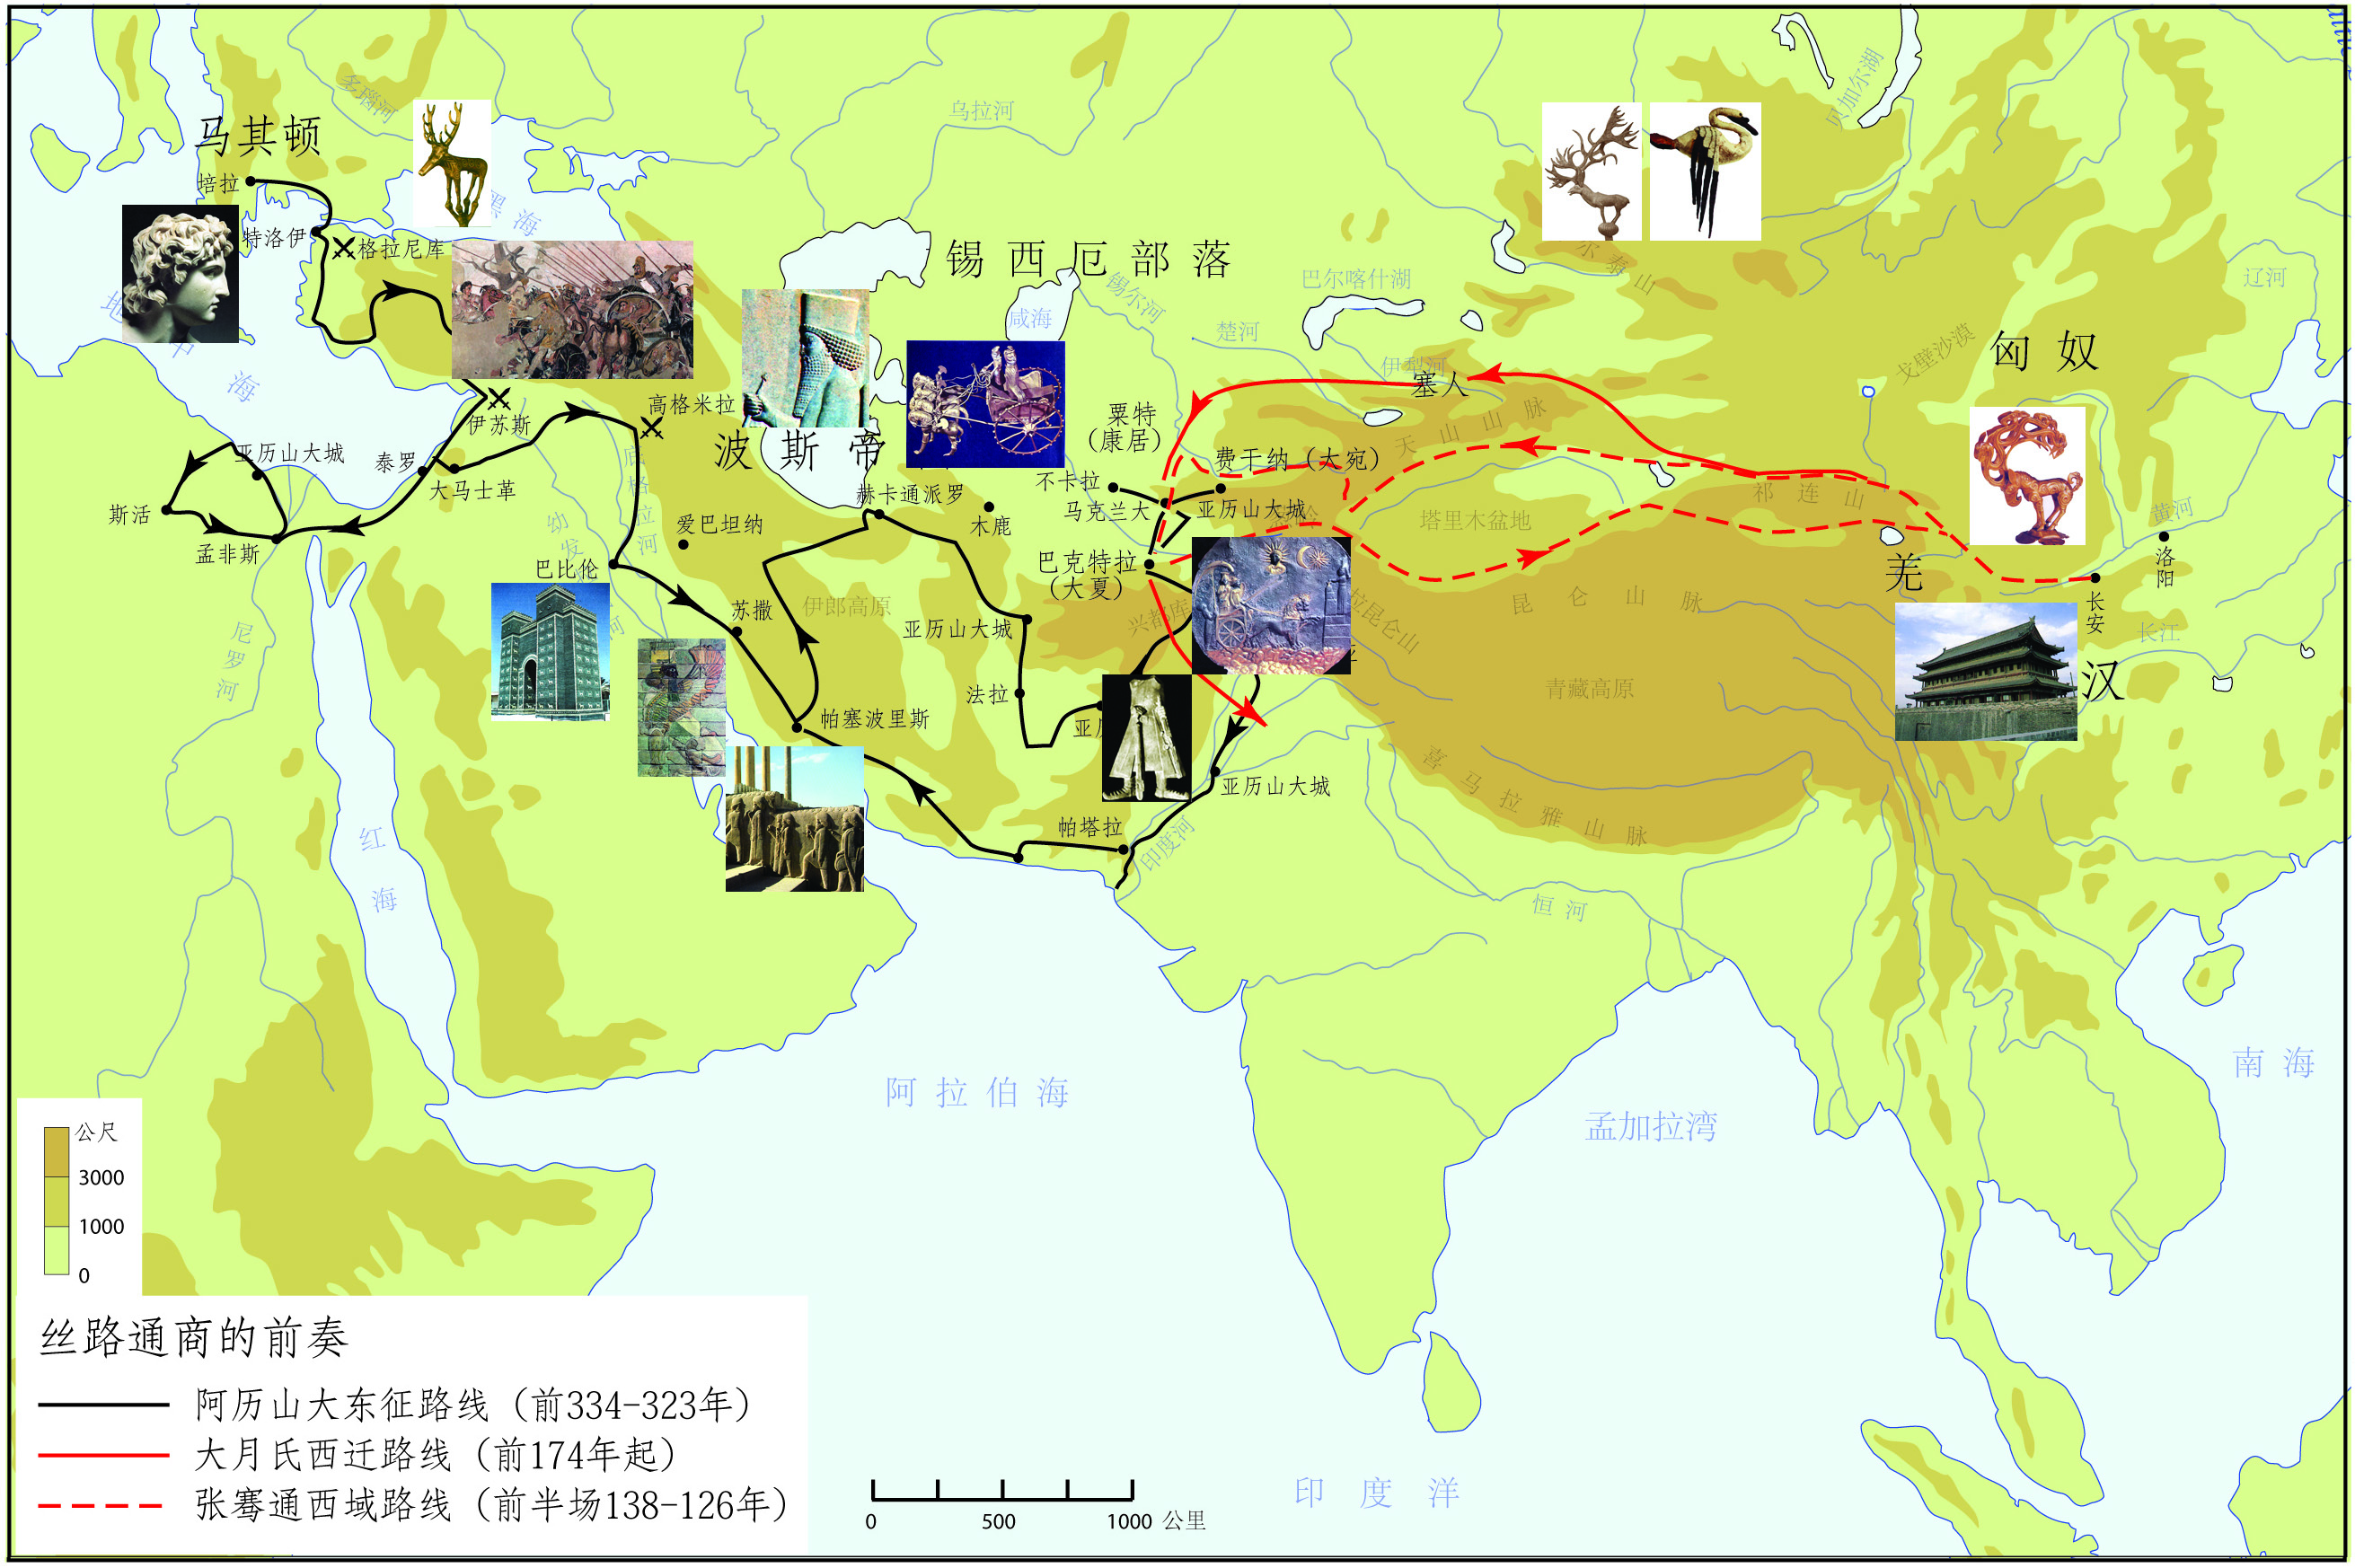 马其顿
培拉
特洛伊
格拉尼库
多瑙河
黑海
乌拉河
贝加尔湖
锡西厄部落
咸海
锡尔河
楚河
巴尔喀什湖
伊犁河
塞人
尔泰山
戈壁沙漠
匈奴
辽河
地中海
伊苏斯
高格米拉
波斯帝
亚历山大城
泰罗
大马士革
斯活
孟非斯
底格拉河
幼发
河
爱巴坦纳
巴比伦
苏撒
赫卡通派罗
木鹿
伊郎高原
粟特
(康居)
费干纳(大宛)
不卡拉
马克兰大
亚历山大城
天山山脉
葱岭
塔里木盆地
祁连山
黄河
洛阳
长安
长江
羌
汉
巴克特拉
(大夏)
兴都库
拉昆仑山
昆仑山脉
青藏高原
亚历山大城
法拉
帕塞波里斯
亚历山大城
帕塔拉
印度河
喜马拉雅山脉
恒河
尼罗河
红海
阿拉伯海
孟加拉湾
南海
印度洋
公尺
3000
1000
0
丝路通商的前奏
阿历山大东征路线(前334-323年)
大月氏西迁路线(前174年起)
张骞通西域路线(前半场138-126年)
0 500 1000 公里